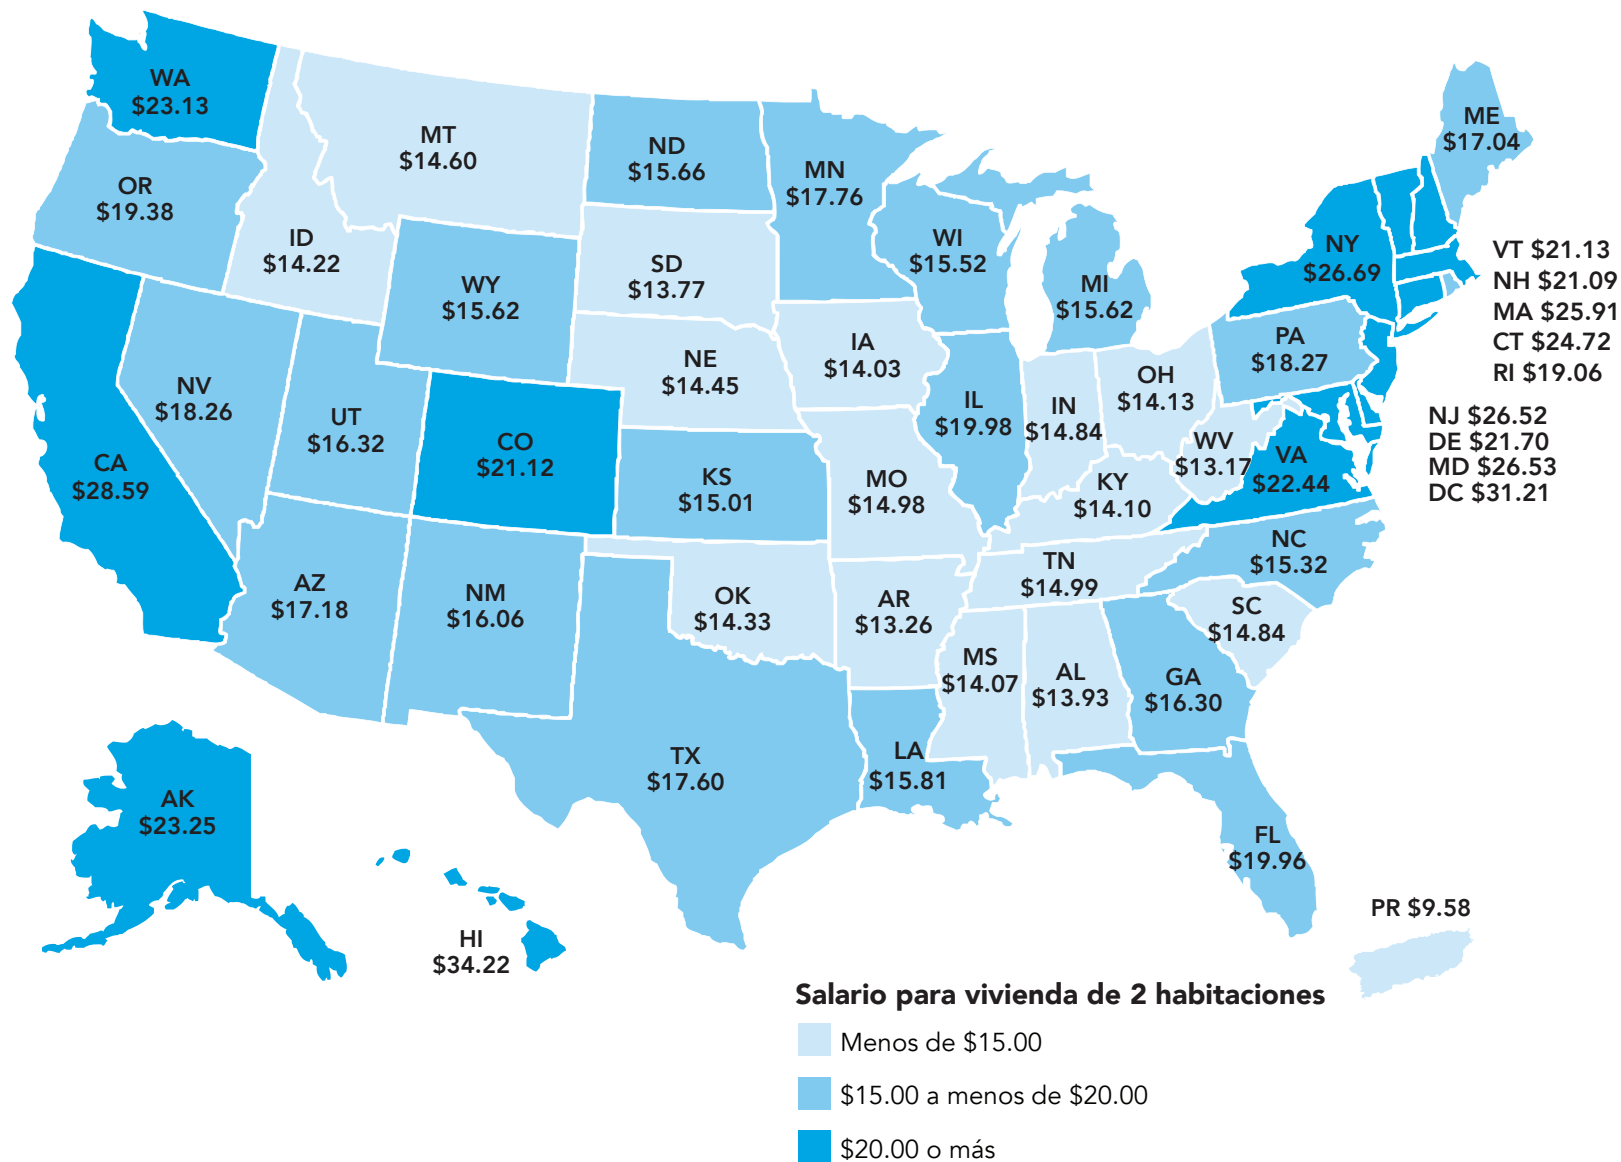 WA
$23.13
OR
$19.38
CA
$28.59
NV
$18.26
ID
$14.22
MT
$14.60
WY
$15.62
UT
$16.32
CO
$21.12
AZ
$17.18
NM
$16.06
ND
$15.66
SD
$13.77
NE
$14.45
KS
$15.01
OK
$14.33
TX
$17.60
MN
$17.76
IA
$14.03
MO
$14.98
AR
$13.26
LA
$15.81
WI
$15.52
IL
$19.98
MI
$15.62
IN
$14.84
OH
$14.13
KY
$14.10
TN
$14.99
MS
$14.07
AL
$13.93
GA
$16.30
FL
$19.96
SC
$14.84
NC
$15.32
VA
$22.44
WV
$13.17
PA
$18.27
NY
$26.69
ME
$17.04
VT $21.13
NH $21.09
MA $25.91
CT $24.72
RI $19.06
NJ $26.52
DE $21.70
MD $26.53
DC $31.21
AK
$23.25
HI
$34.22
PR $9.58
Salario para vivienda de 2 habitaciones
Menos de $15.00
$15.00 a menos de $20.00
$20.00 o más